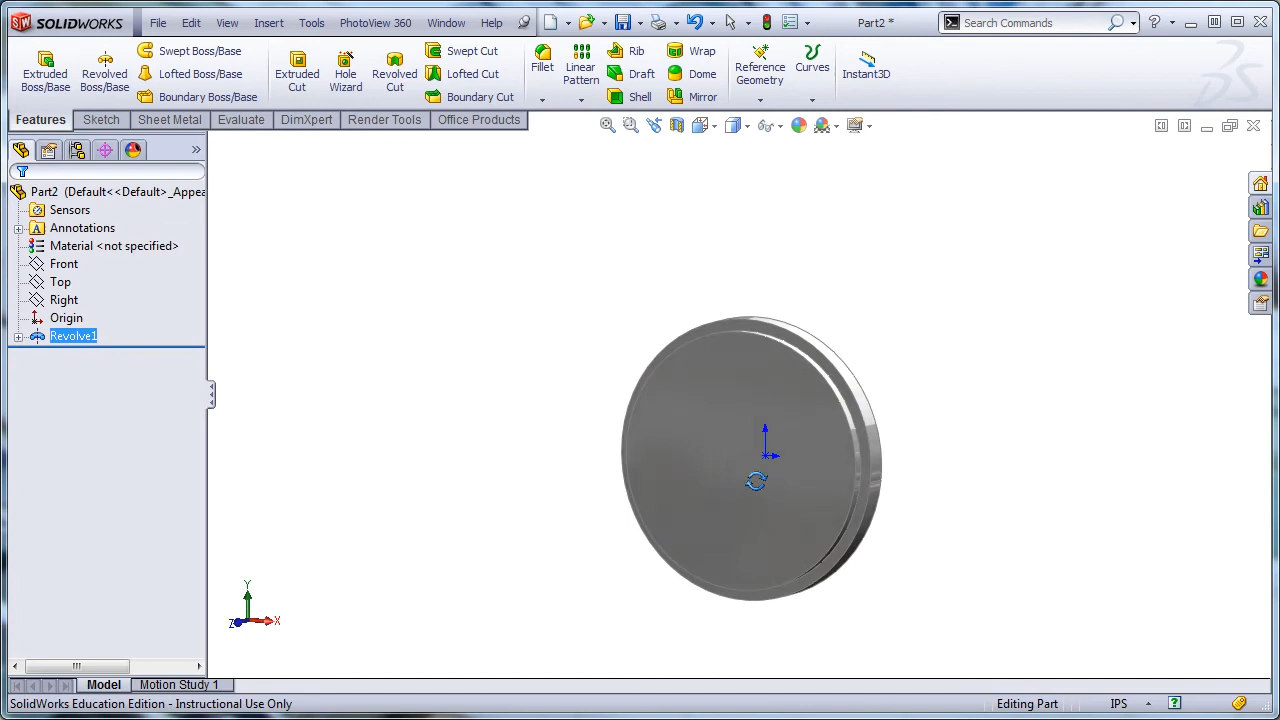 SOLIDWORKS File Edit View Insert Tools PhotoView 360 Window Help Part2 * Search Commands
Extruded Boss/Base
Revolved Boss/Base
Swept Boss/Base
Lofted Boss/Base
Boundary Boss/Base
Extruded Cut
Hole Wizard
Revolved Cut
Swept Cut
Lofted Cut
Boundary Cut
Fillet
Linear Pattern
Rib
Draft
Shell
Wrap
Dome
Mirror
Reference Geometry
Curves
Instant3D
Features Sketch Sheet Metal Evaluate DimXpert Render Tools Office Products
Part2 (Default<<Default>_Appea
Sensors
A Annotations
Material <not specified>
Front
Top
Right
Origin
Revolve1
Y
Z X
Model Motion Study 1
SolidWorks Education Edition - Instructional Use Only Editing Part IPS